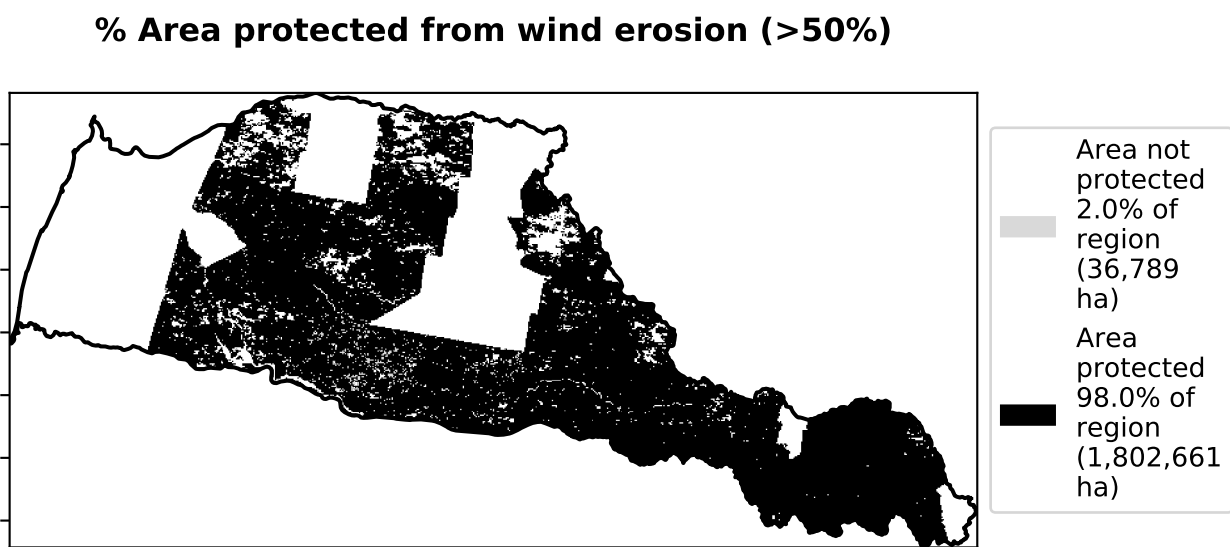 % Area protected from wind erosion (>50%)
Area not
protected
2.0% of
region
(36,789
ha)
Area
protected
98.0% of
region
(1,802,661
ha)